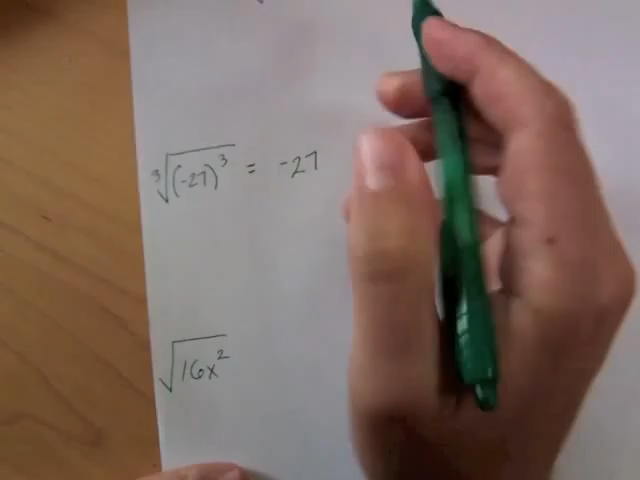 ∛(-27)³ = -27
√16x²